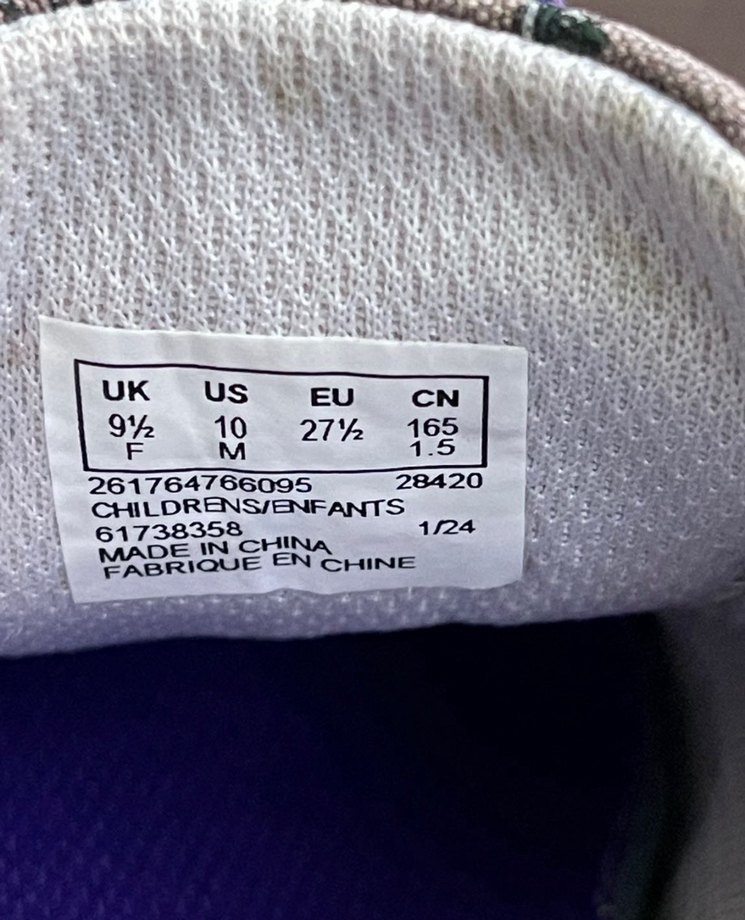 UK US EU CN
9½ 10 27½ 165
F M 1.5
261764766095 28420
CHILDRENS/ENFANTS
61738358 1/24
MADE IN CHINA
FABRIQUE EN CHINE